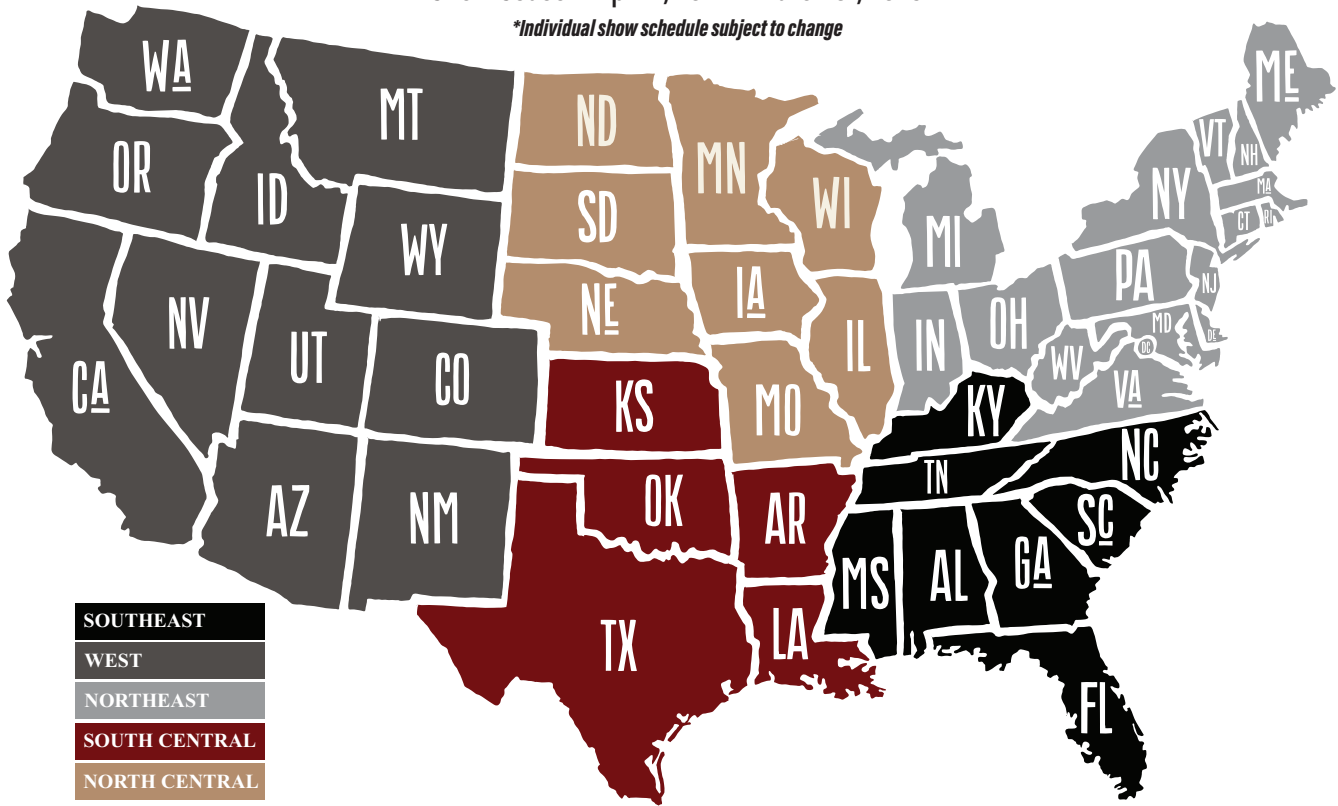 *Individual show schedule subject to change
WA
MT
ND
MN
ME
OR
ID
SD
WI
VT
NH
WY
NY
MA
MI
CT
RI
NV
NE
IA
PA
NJ
UT
CO
IL
IN
OH
MD
DE
CA
WV
DC
KS
MO
KY
VA
NC
TN
AZ
NM
OK
AR
SC
MS
AL
GA
TX
LA
FL
SOUTHEAST
WEST
NORTHEAST
SOUTH CENTRAL
NORTH CENTRAL